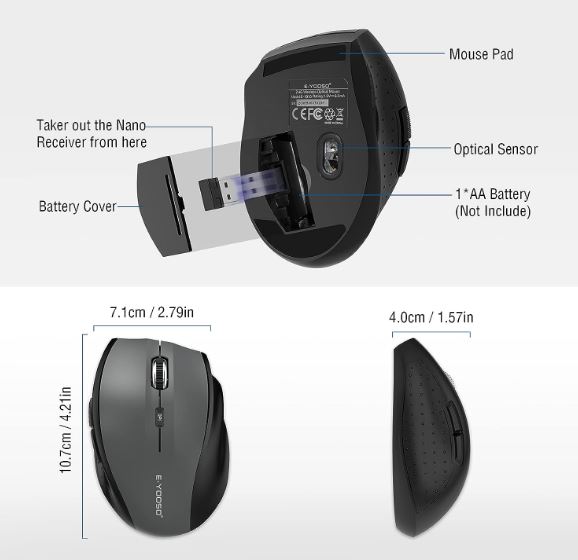 Mouse Pad
E-YOOSO
Taker out the Nano
Receiver from here
Optical Sensor
Battery Cover
1*AA Battery
(Not Include)
7.1cm / 2.79in
4.0cm / 1.57in
10.7cm / 4.21in
E-YOOSO